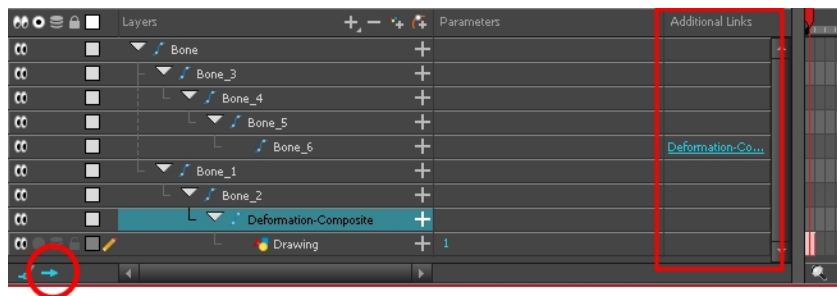 Layers Parameters Additional Links
Bone
Bone_3
Bone_4
Bone_5
Bone_6 Deformation-Co...
Bone_1
Bone_2
Deformation-Composite
Drawing 1